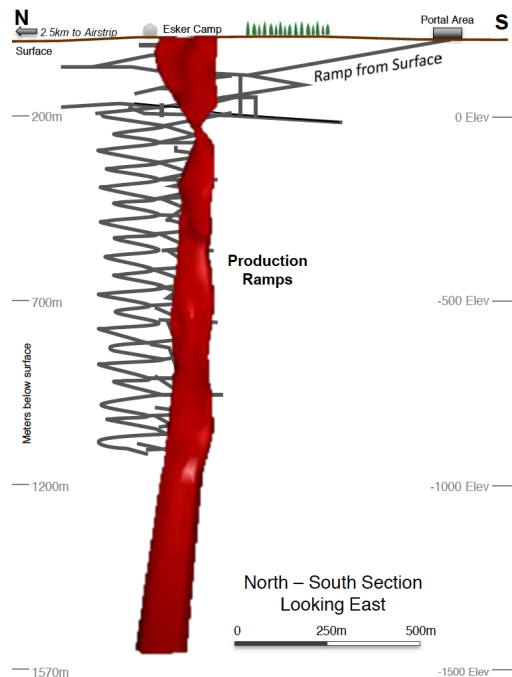 N
S
Esker Camp
Portal Area
2.5km to Airstrip
Surface
Ramp from Surface
200m
0 Elev
Production
Ramps
700m
-500 Elev
Meters below surface
1200m
-1000 Elev
North – South Section
Looking East
0 250m 500m
1570m
-1500 Elev